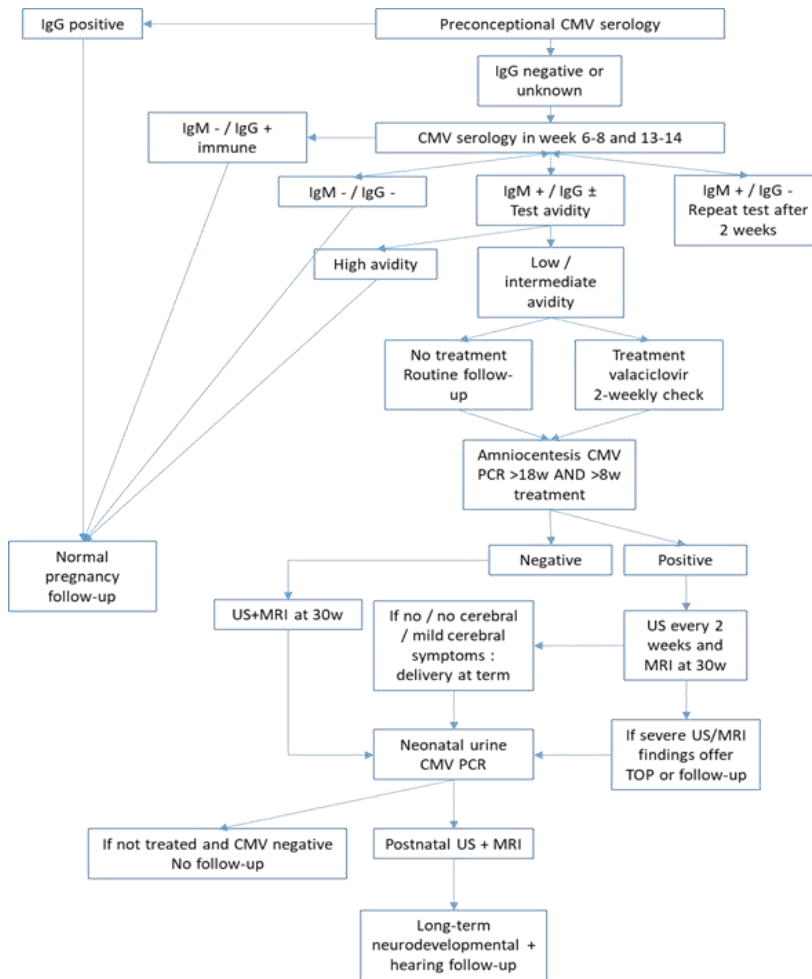 IgG positive
Preconceptional CMV serology
IgG negative or
unknown
IgM - / IgG +
immune
CMV serology in week 6-8 and 13-14
IgM - / IgG -
IgM + / IgG ±
Test avidity
IgM + / IgG -
Repeat test after
2 weeks
High avidity
Low /
intermediate
avidity
No treatment
Routine follow-
up
Treatment
valaciclovir
2-weekly check
Amniocentesis CMV
PCR >18w AND >8w
treatment
Normal
pregnancy
follow-up
Negative
Positive
US+MRI at 30w
If no / no cerebral
/ mild cerebral
symptoms :
delivery at term
US every 2
weeks and
MRI at 30w
Neonatal urine
CMV PCR
If severe US/MRI
findings offer
TOP or follow-up
If not treated and CMV negative
No follow-up
Postnatal US + MRI
Long-term
neurodevelopmental +
hearing follow-up